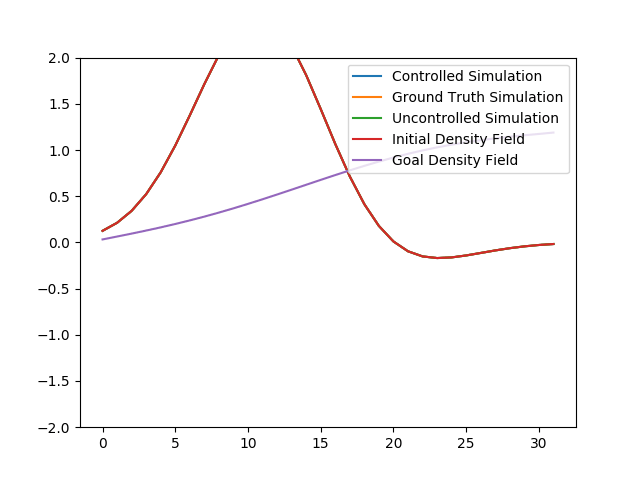 2.0
1.5
1.0
0.5
0.0
−0.5
−1.0
−1.5
−2.0
0 5 10 15 20 25 30
Controlled Simulation
Ground Truth Simulation
Uncontrolled Simulation
Initial Density Field
Goal Density Field